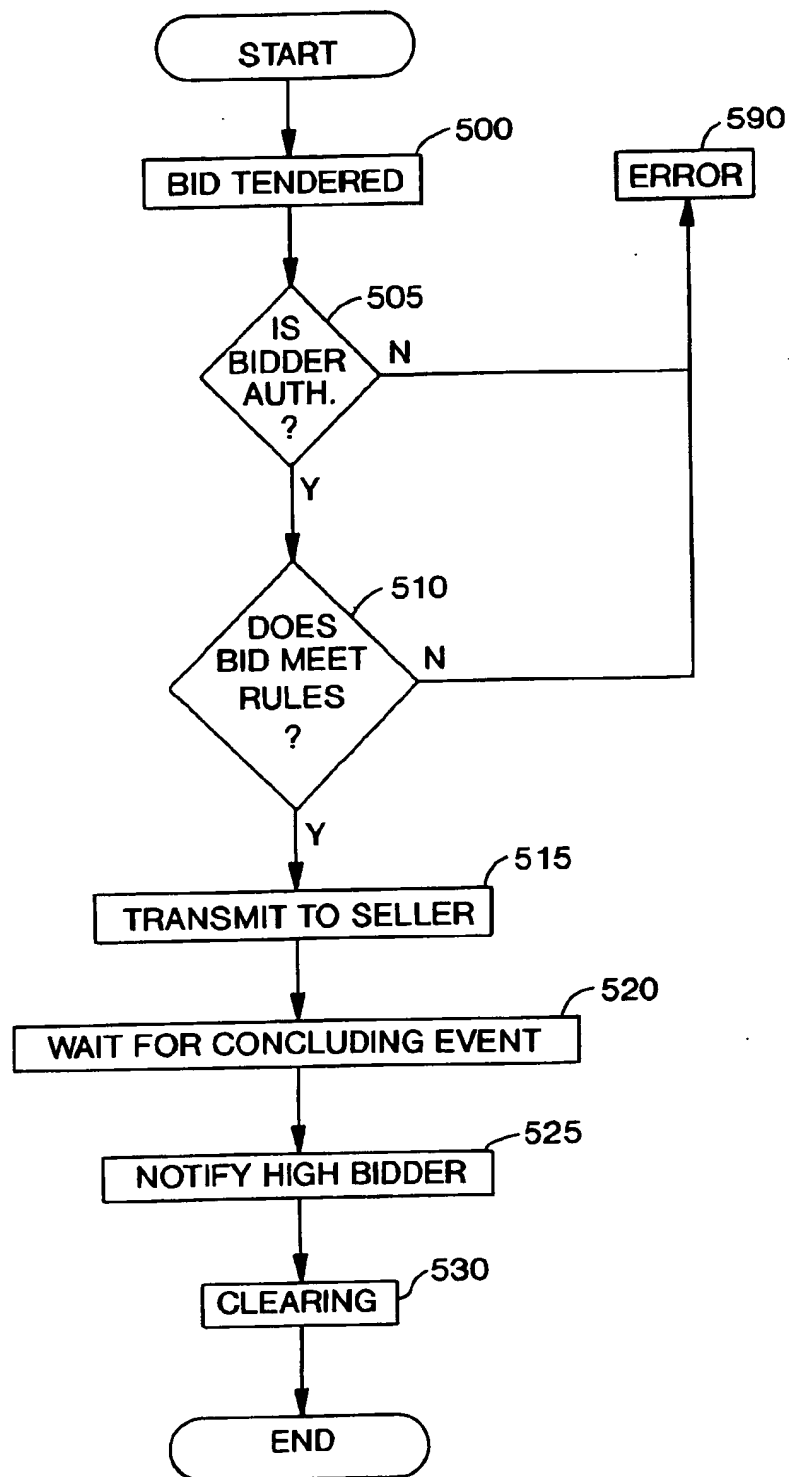 START
500
BID TENDERED
590
ERROR
505
IS
BIDDER
AUTH.
?
N
Y
510
DOES
BID MEET
RULES
?
N
Y
515
TRANSMIT TO SELLER
520
WAIT FOR CONCLUDING EVENT
525
NOTIFY HIGH BIDDER
530
CLEARING
END